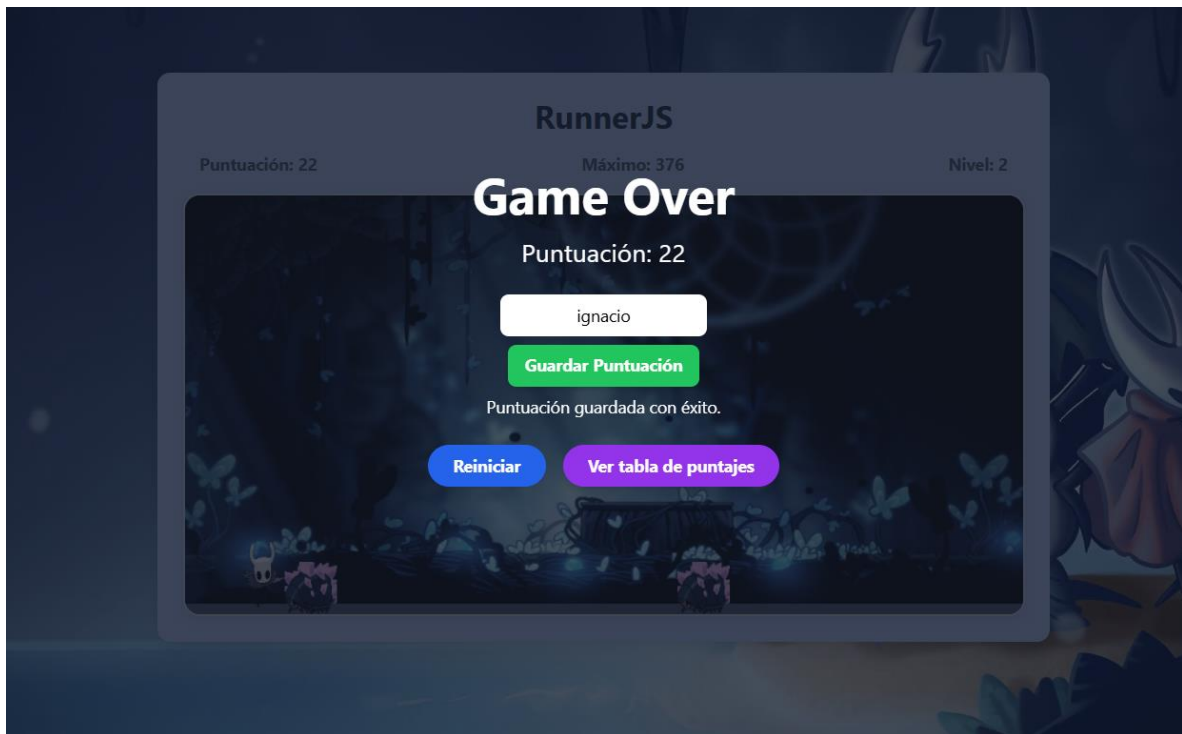 RunnerJS
Puntuación: 22 Máximo: 376 Nivel: 2
Game Over
Puntuación: 22
ignacio
Guardar Puntuación
Puntuación guardada con éxito.
Reiniciar Ver tabla de puntajes